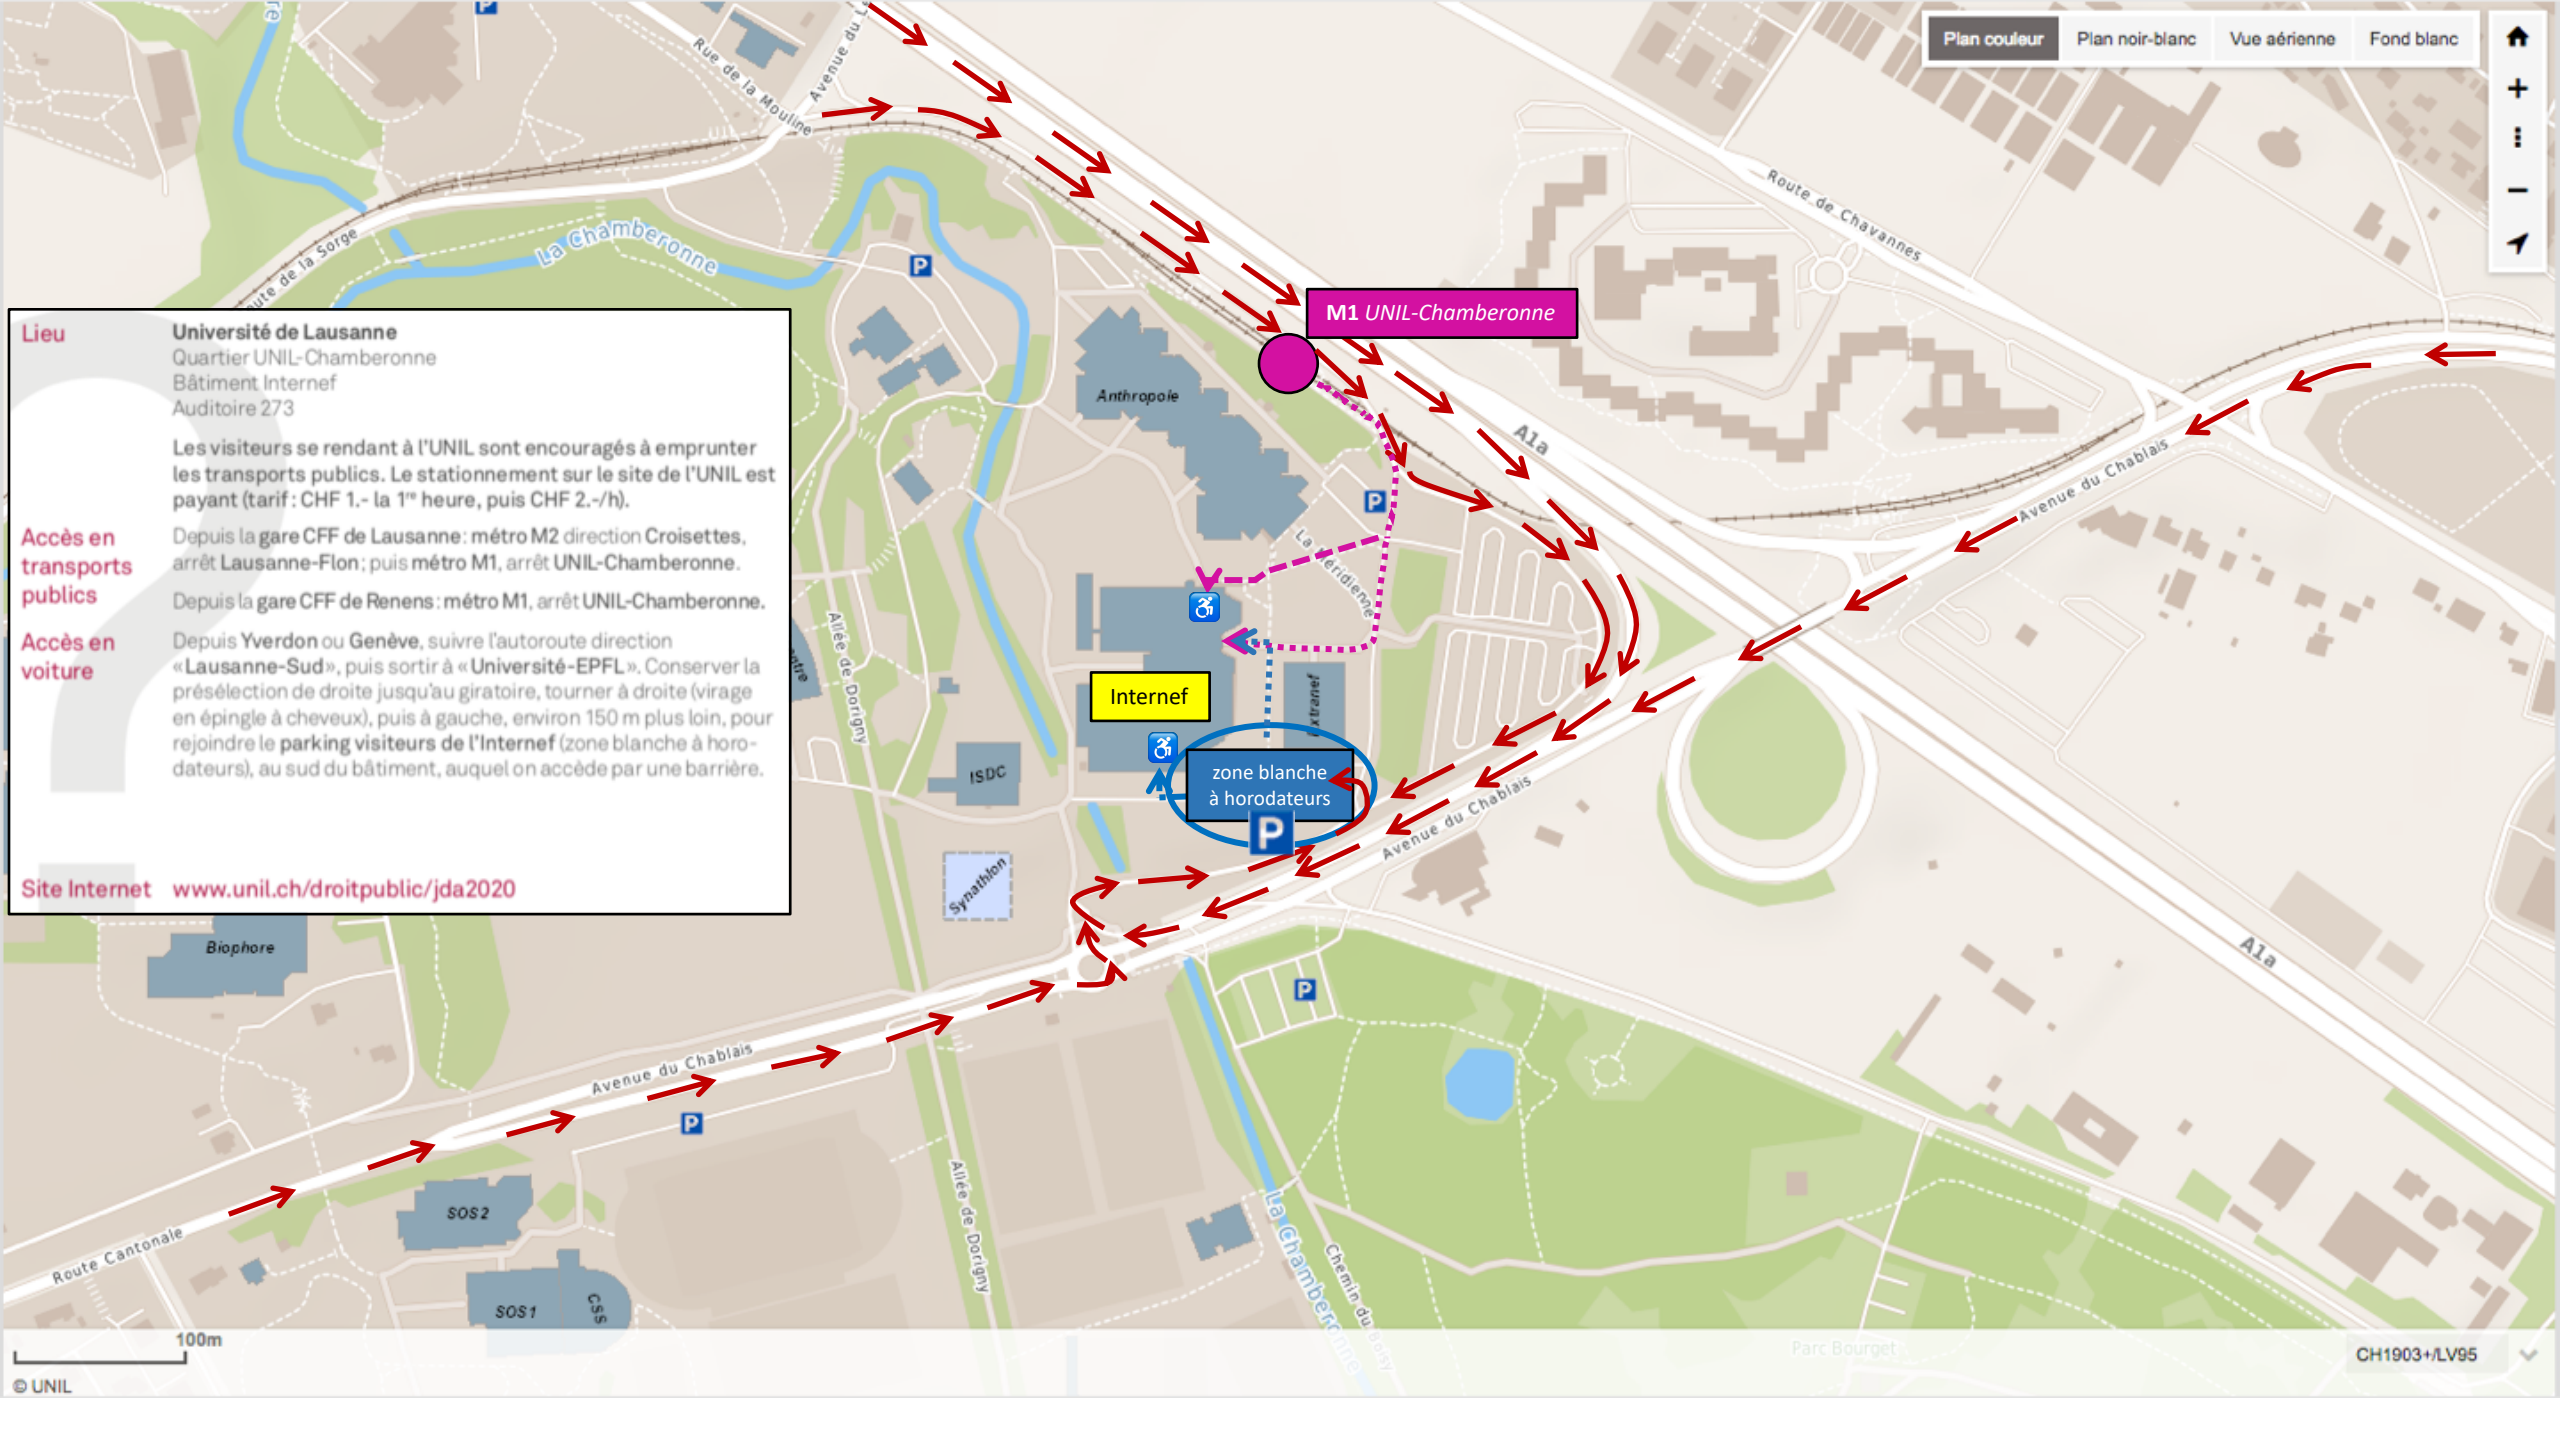 Plan couleur
Plan noir-blanc
Vue aérienne
Fond blanc
P
Rue de la Mouline
Route de Chavannes
La Chamberonne
P
M1 UNIL-Chamberonne
Lieu
Université de Lausanne
Quartier UNIL-Chamberonne
Bâtiment Internef
Auditoire 273
Les visiteurs se rendant à l'UNIL sont encouragés à emprunter
les transports publics. Le stationnement sur le site de l'UNIL est
payant (tarif : CHF 1.- la 1re heure, puis CHF 2.-/h).
Accès en
transports
publics
Depuis la gare CFF de Lausanne: métro M2 direction Croisettes,
arrêt Lausanne-Flon; puis métro M1, arrêt UNIL-Chamberonne.
Depuis la gare CFF de Renens: métro M1, arrêt UNIL-Chamberonne.
Accès en
voiture
Depuis Yverdon ou Genève, suivre l'autoroute direction
«Lausanne-Sud», puis sortir à «Université-EPFL». Conserver la
présélection de droite jusqu'au giratoire, tourner à droite (virage
en épingle à cheveux), puis à gauche, environ 150 m plus loin, pour
rejoindre le parking visiteurs de l'Internef (zone blanche à horo-
dateurs), au sud du bâtiment, auquel on accède par une barrière.
Site Internet
www.unil.ch/droitpublic/jda2020
Anthropole
A1a
P
Avenue du Chablais
La Méridienne
Allée de Dorigny
Internef
Extranef
ISDC
zone blanche
à horodateurs
P
Avenue du Chablais
Synathlon
Biophore
A1a
P
Avenue du Chablais
P
Allée de Dorigny
SOS2
La Chamberonne
Route Cantonale
Chemin du Boisy
SOS1
CSS
100m
Parc Bourget
CH1903+/LV95
© UNIL